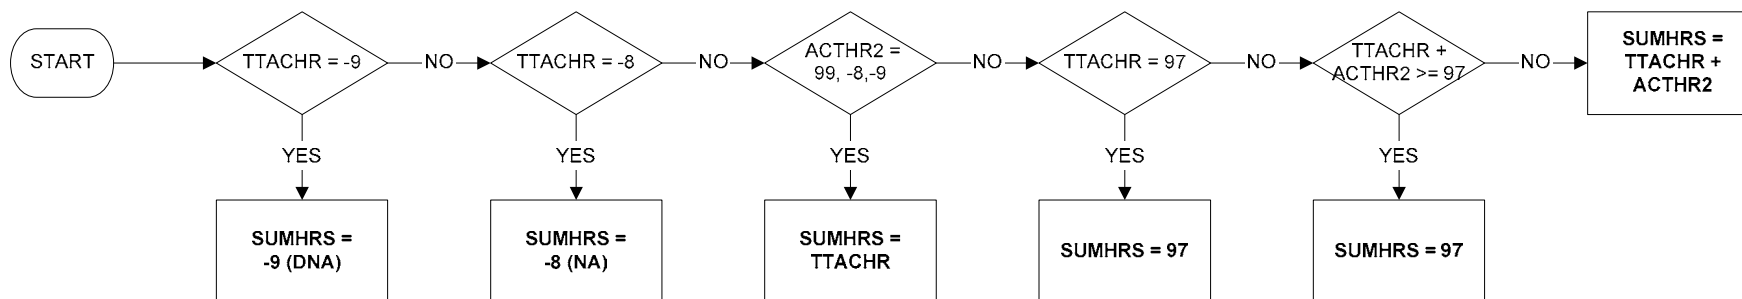 START
TTACHR = -9
NO
TTACHR = -8
NO
ACTHR2 =
99, -8,-9
NO
TTACHR = 97
NO
TTACHR +
ACTHR2 >= 97
NO
SUMHRS =
TTACHR +
ACTHR2
YES
YES
YES
YES
YES
SUMHRS =
-9 (DNA)
SUMHRS =
-8 (NA)
SUMHRS =
TTACHR
SUMHRS = 97
SUMHRS = 97